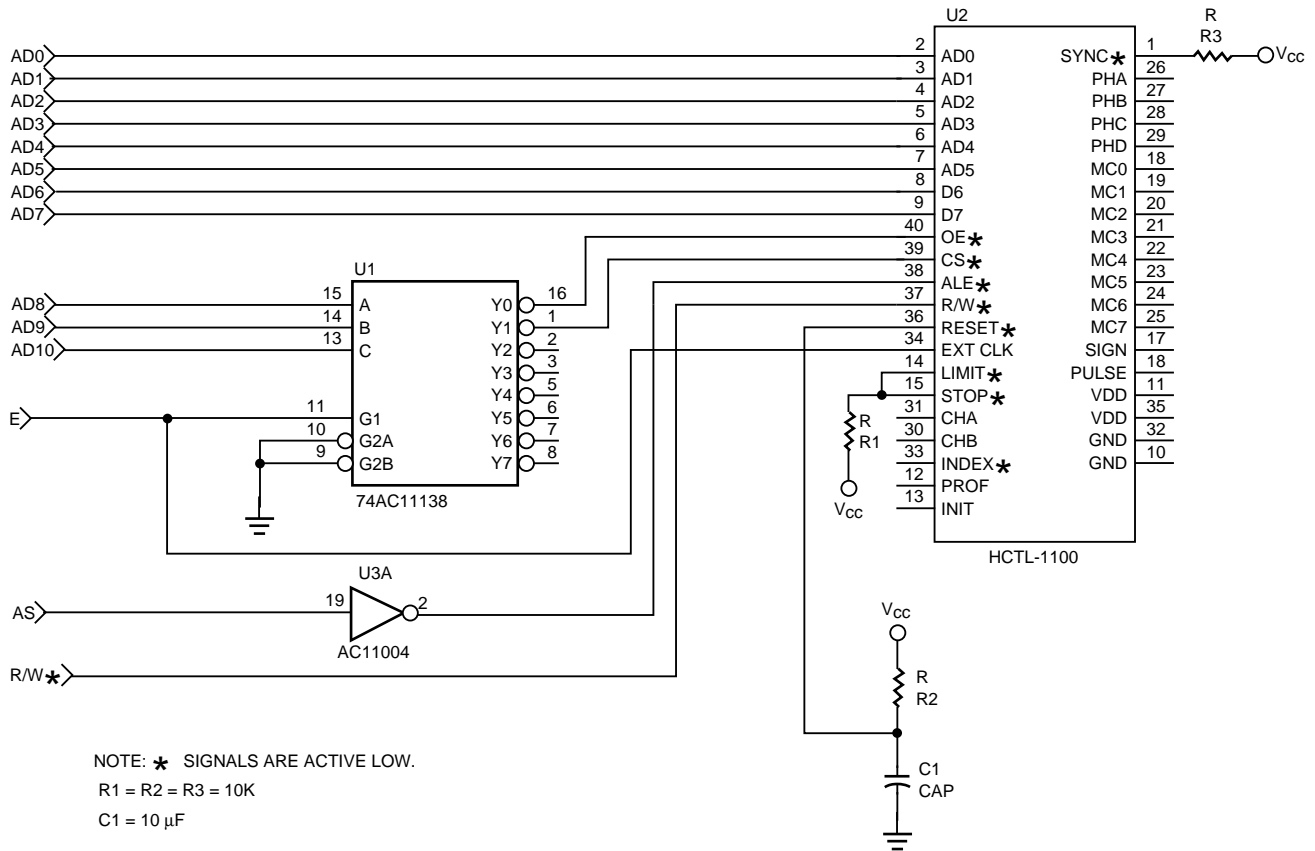 U2
R
R3
AD0 2 AD0 SYNC* 1 VCC
AD1 3 AD1 PHA 26
AD2 4 AD2 PHB 27
AD3 5 AD3 PHC 28
AD4 6 AD4 PHD 29
AD5 7 AD5 MC0 18
AD6 8 D6 MC1 19
AD7 9 D7 MC2 20
40 OE* MC3 21
39 CS* MC4 22
38 ALE* MC5 23
37 R/W* MC6 24
36 RESET* MC7 25
34 EXT CLK SIGN 17
14 LIMIT* PULSE 18
15 STOP* VDD 11
31 CHA VDD 35
30 CHB GND 32
33 INDEX* GND 10
12 PROF
13 INIT
HCTL-1100
R
R1
VCC
U1
AD8 15 A Y0 16
AD9 14 B Y1 1
AD10 13 C Y2 2
Y3 3
Y4 5
E 11 G1 Y5 6
10 G2A Y6 7
9 G2B Y7 8
74AC11138
U3A
AS 19 2
AC11004
R/W*
VCC
R
R2
C1
CAP
NOTE: * SIGNALS ARE ACTIVE LOW.
R1 = R2 = R3 = 10K
C1 = 10 µF